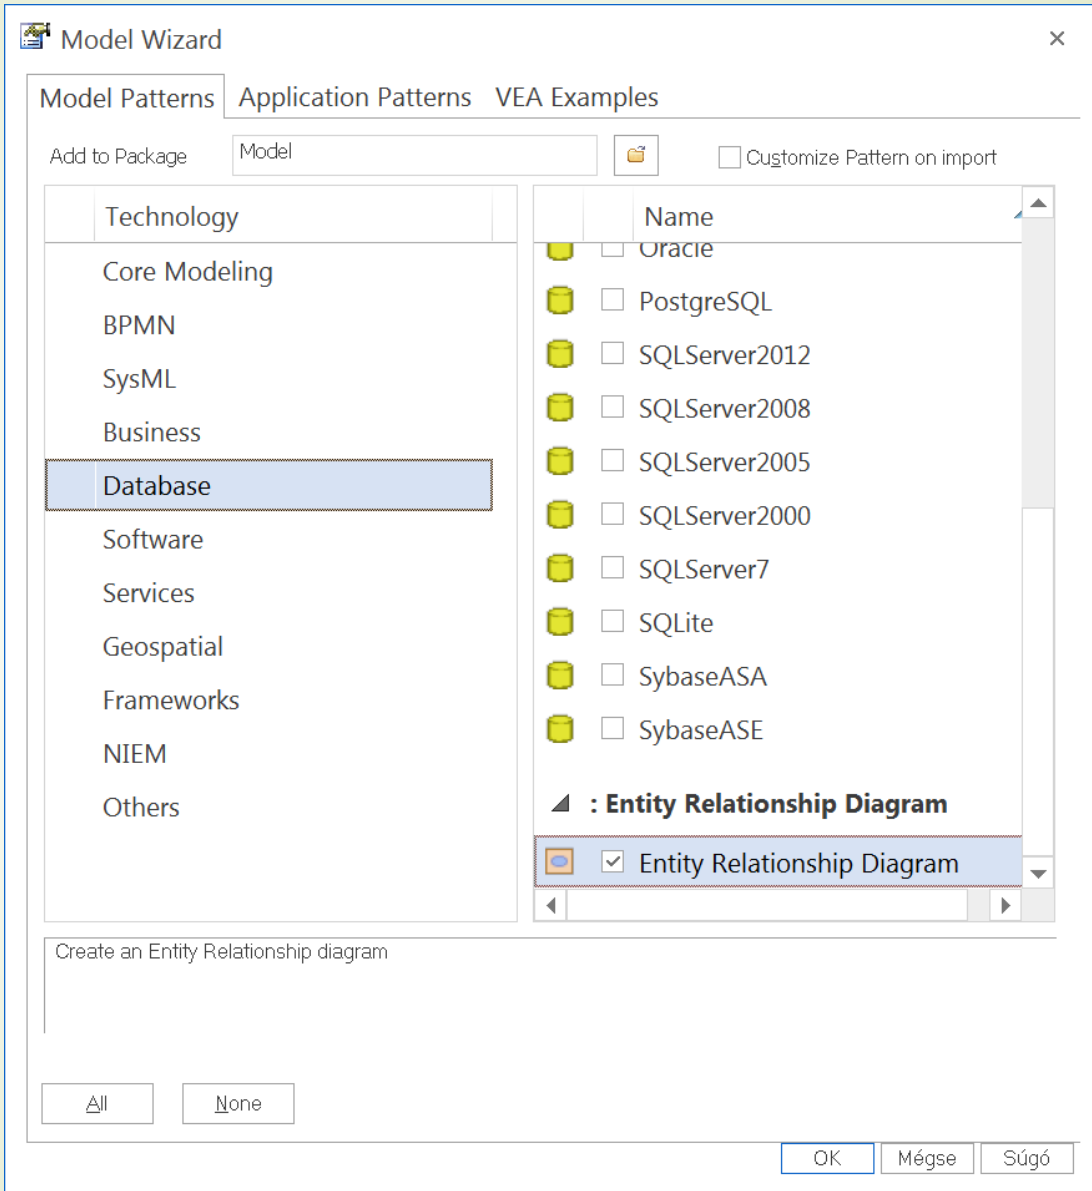 Model Wizard
Model Patterns Application Patterns VEA Examples
Add to Package Model Customize Pattern on import
Technology
Core Modeling
BPMN
SysML
Business
Database
Software
Services
Geospatial
Frameworks
NIEM
Others
Name
Oracle
PostgreSQL
SQLServer2012
SQLServer2008
SQLServer2005
SQLServer2000
SQLServer7
SQLite
SybaseASA
SybaseASE
: Entity Relationship Diagram
Entity Relationship Diagram
Create an Entity Relationship diagram
All None
OK Mégse Súgó